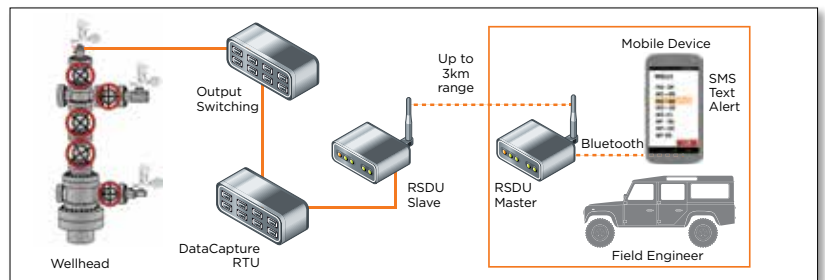 Wellhead
Output
Switching
DataCapture
RTU
RSDU
Slave
Up to
3km
range
Mobile Device
SMS
Text
Alert
Bluetooth
RSDU
Master
Field Engineer